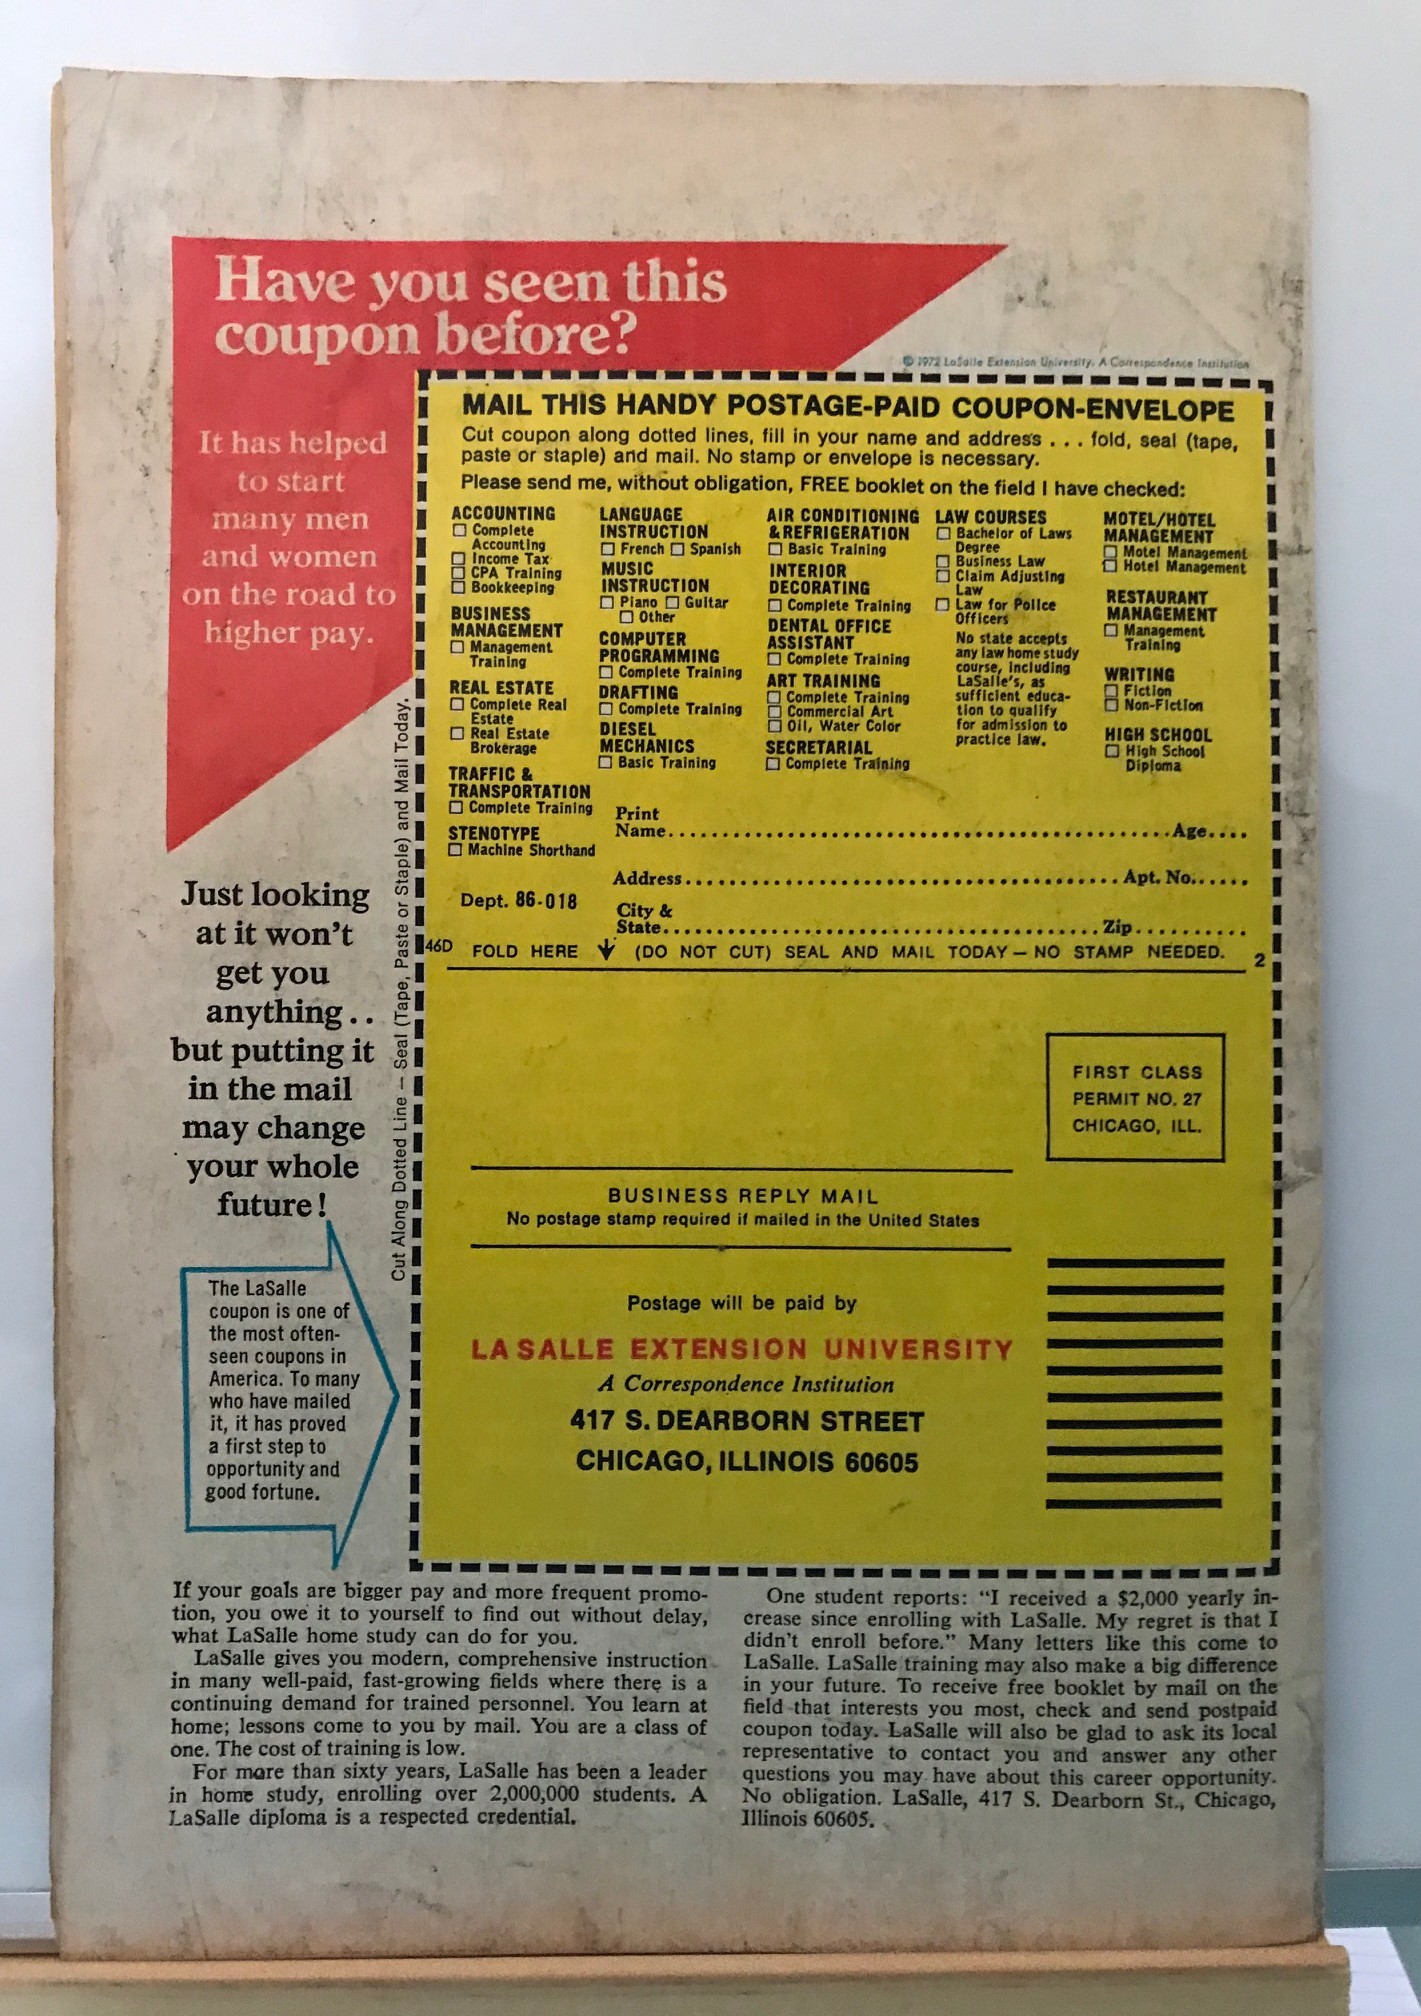 Have you seen this
coupon before?
It has helped
to start
many men
and women
on the road to
higher pay.
© 1972 LaSalle Extension University. A Correspondence Institution
MAIL THIS HANDY POSTAGE-PAID COUPON-ENVELOPE
Cut coupon along dotted lines, fill in your name and address . . . fold, seal (tape,
paste or staple) and mail. No stamp or envelope is necessary.
Please send me, without obligation, FREE booklet on the field I have checked:
ACCOUNTING
☐ Complete
Accounting
☐ Income Tax
☐ CPA Training
☐ Bookkeeping
BUSINESS
MANAGEMENT
☐ Management
Training
REAL ESTATE
☐ Complete Real
Estate
☐ Real Estate
Brokerage
TRAFFIC &
TRANSPORTATION
☐ Complete Training
STENOTYPE
☐ Machine Shorthand
LANGUAGE
INSTRUCTION
☐ French ☐ Spanish
MUSIC
INSTRUCTION
☐ Piano ☐ Guitar
☐ Other
COMPUTER
PROGRAMMING
☐ Complete Training
DRAFTING
☐ Complete Training
DIESEL
MECHANICS
☐ Basic Training
AIR CONDITIONING
& REFRIGERATION
☐ Basic Training
INTERIOR
DECORATING
☐ Complete Training
DENTAL OFFICE
ASSISTANT
☐ Complete Training
ART TRAINING
☐ Complete Training
☐ Commercial Art
☐ Oil, Water Color
SECRETARIAL
☐ Complete Training
LAW COURSES
☐ Bachelor of Laws
Degree
☐ Business Law
☐ Claim Adjusting
Law
☐ Law for Police
Officers
No state accepts
any law home study
course, including
LaSalle's, as
sufficient educa-
tion to qualify
for admission to
practice law.
MOTEL/HOTEL
MANAGEMENT
☐ Motel Management
☐ Hotel Management
RESTAURANT
MANAGEMENT
☐ Management
Training
WRITING
☐ Fiction
☐ Non-Fiction
HIGH SCHOOL
☐ High School
Diploma
Print
Name..........Age....
Address..........Apt. No......
Dept. 86-018
City &
State..........Zip..........
46D FOLD HERE ↓ (DO NOT CUT) SEAL AND MAIL TODAY – NO STAMP NEEDED. 2
Cut Along Dotted Line – Seal (Tape, Paste or Staple) and Mail Today.
Just looking
at it won't
get you
anything . .
but putting it
in the mail
may change
your whole
future!
FIRST CLASS
PERMIT NO. 27
CHICAGO, ILL.
BUSINESS REPLY MAIL
No postage stamp required if mailed in the United States
Postage will be paid by
LA SALLE EXTENSION UNIVERSITY
A Correspondence Institution
417 S. DEARBORN STREET
CHICAGO, ILLINOIS 60605
The LaSalle
coupon is one of
the most often-
seen coupons in
America. To many
who have mailed
it, it has proved
a first step to
opportunity and
good fortune.
If your goals are bigger pay and more frequent promo-
tion, you owe it to yourself to find out without delay,
what LaSalle home study can do for you.
LaSalle gives you modern, comprehensive instruction
in many well-paid, fast-growing fields where there is a
continuing demand for trained personnel. You learn at
home; lessons come to you by mail. You are a class of
one. The cost of training is low.
For more than sixty years, LaSalle has been a leader
in home study, enrolling over 2,000,000 students. A
LaSalle diploma is a respected credential.
One student reports: "I received a $2,000 yearly in-
crease since enrolling with LaSalle. My regret is that I
didn't enroll before." Many letters like this come to
LaSalle. LaSalle training may also make a big difference
in your future. To receive free booklet by mail on the
field that interests you most, check and send postpaid
coupon today. LaSalle will also be glad to ask its local
representative to contact you and answer any other
questions you may have about this career opportunity.
No obligation. LaSalle, 417 S. Dearborn St., Chicago,
Illinois 60605.